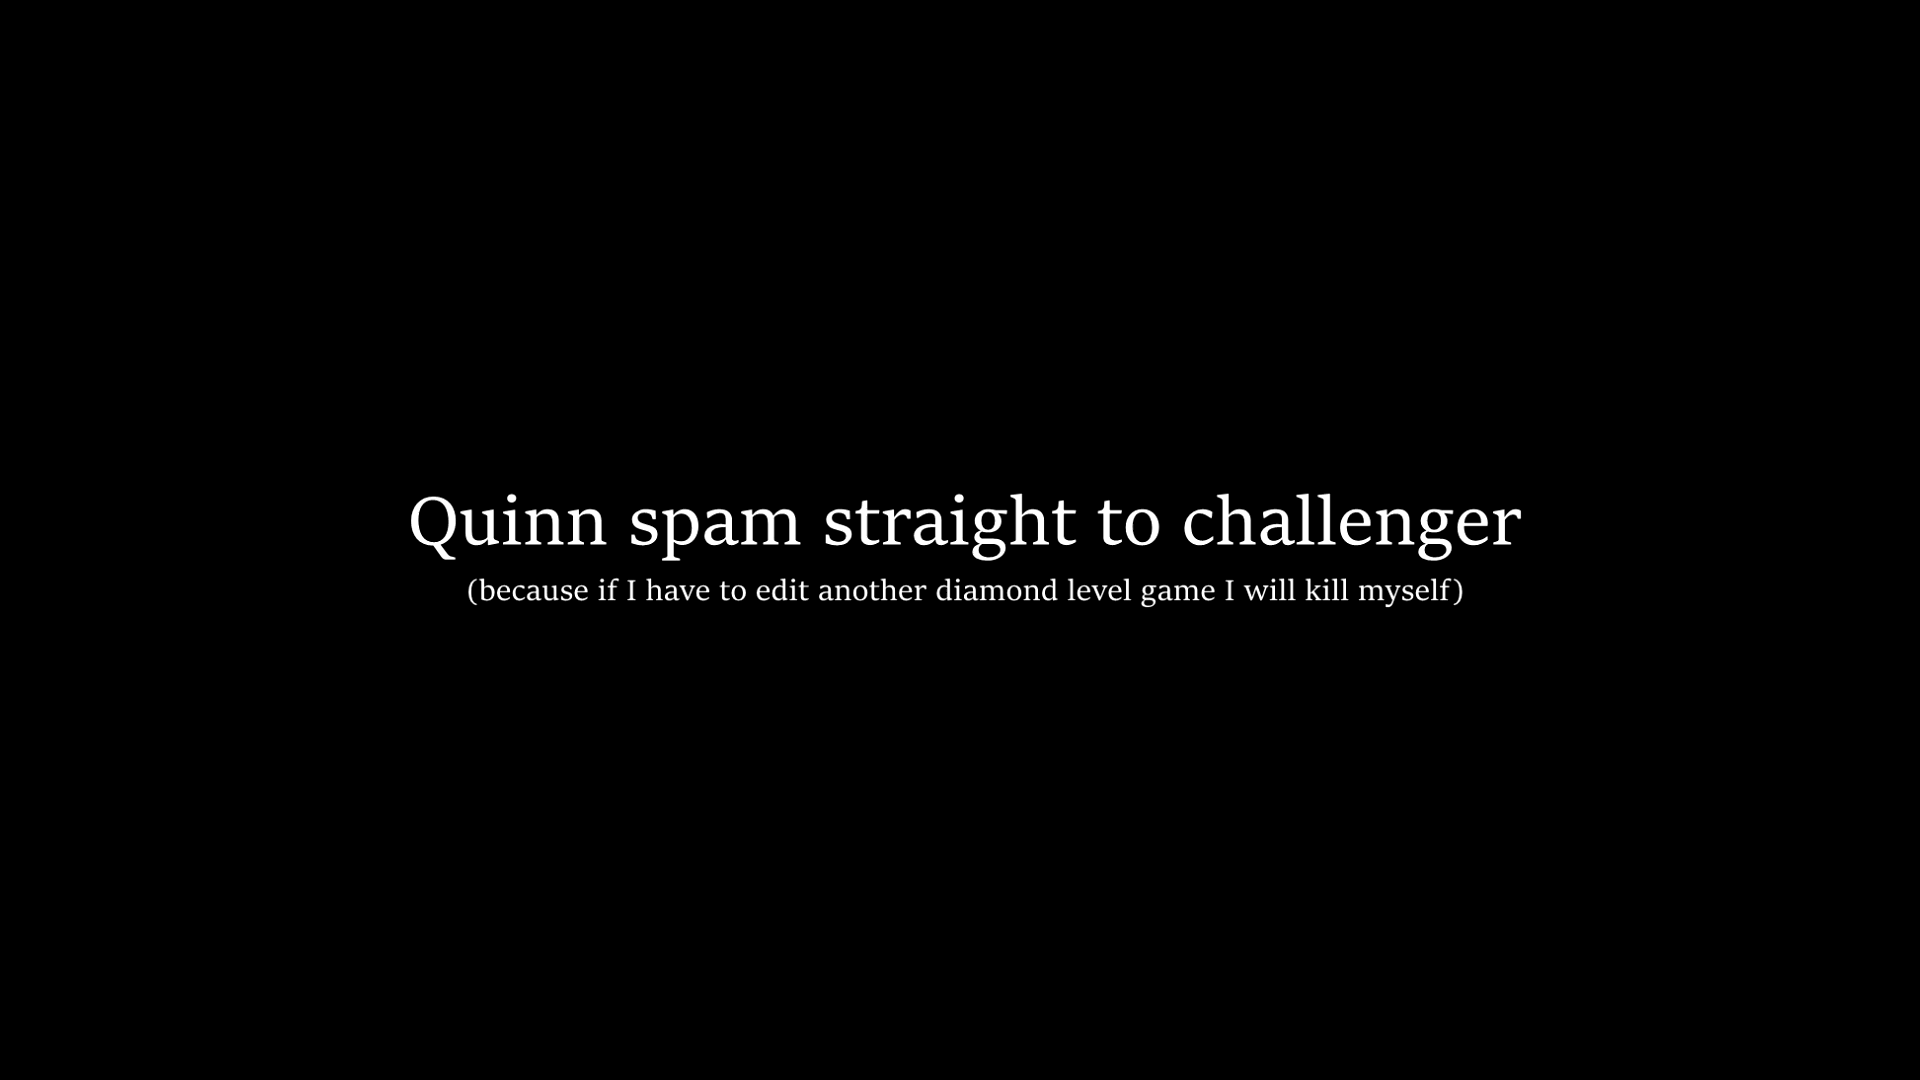 Quinn spam straight to challenger
(because if I have to edit another diamond level game I will kill myself)